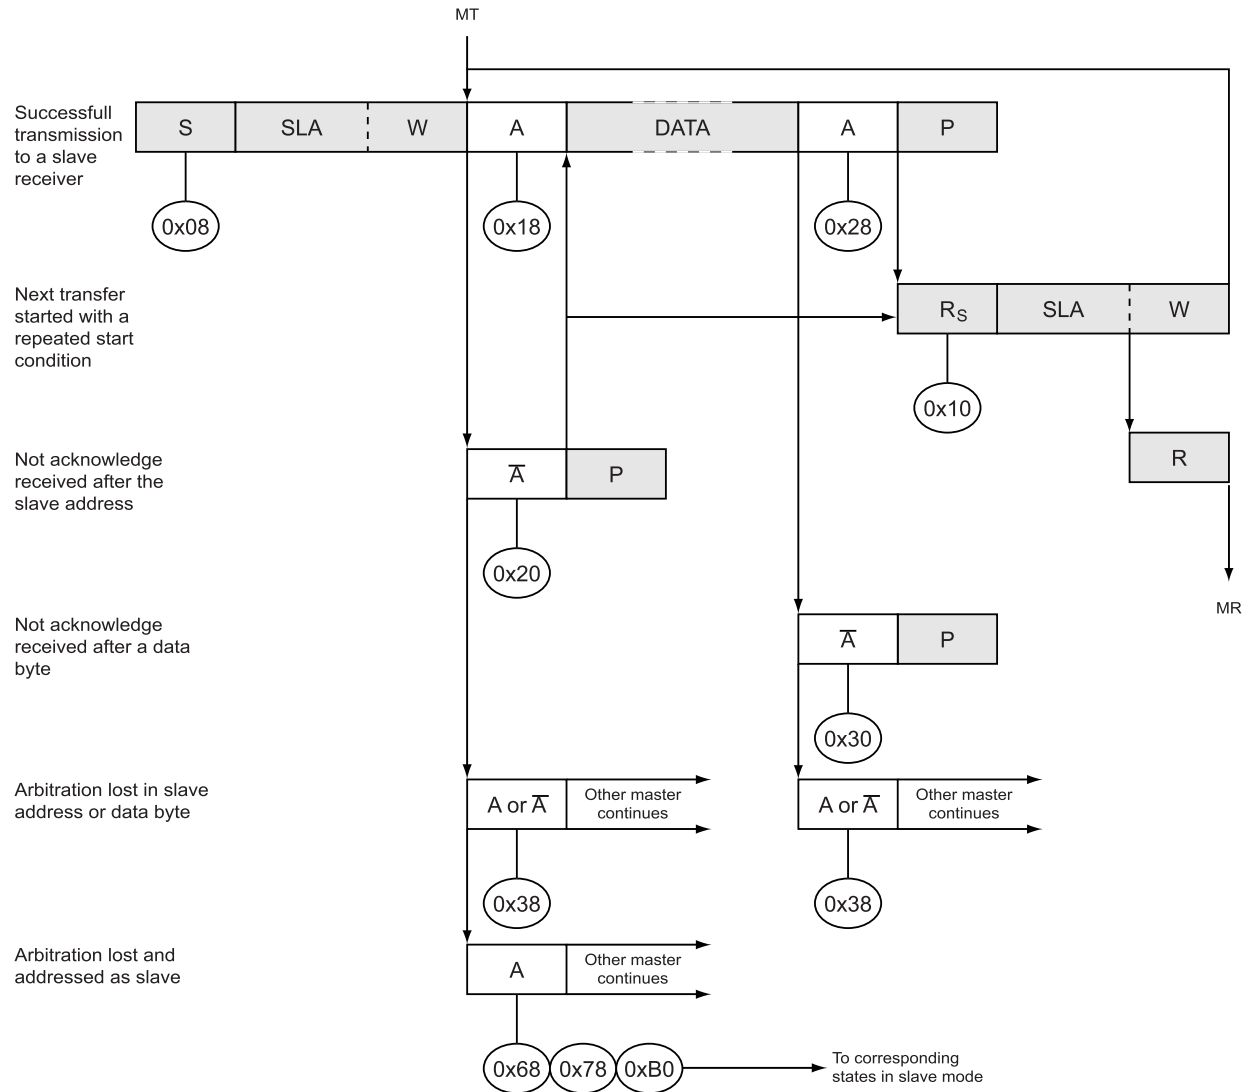 MT
Successfull
transmission
to a slave
receiver
S
SLA
W
A
DATA
A
P
0x08
0x18
0x28
Next transfer
started with a
repeated start
condition
RS
SLA
W
0x10
Not acknowledge
received after the
slave address
A̅
P
R
0x20
MR
Not acknowledge
received after a data
byte
A̅
P
0x30
Arbitration lost in slave
address or data byte
A or A̅
Other master
continues
A or A̅
Other master
continues
0x38
0x38
Arbitration lost and
addressed as slave
A
Other master
continues
0x68
0x78
0xB0
To corresponding
states in slave mode